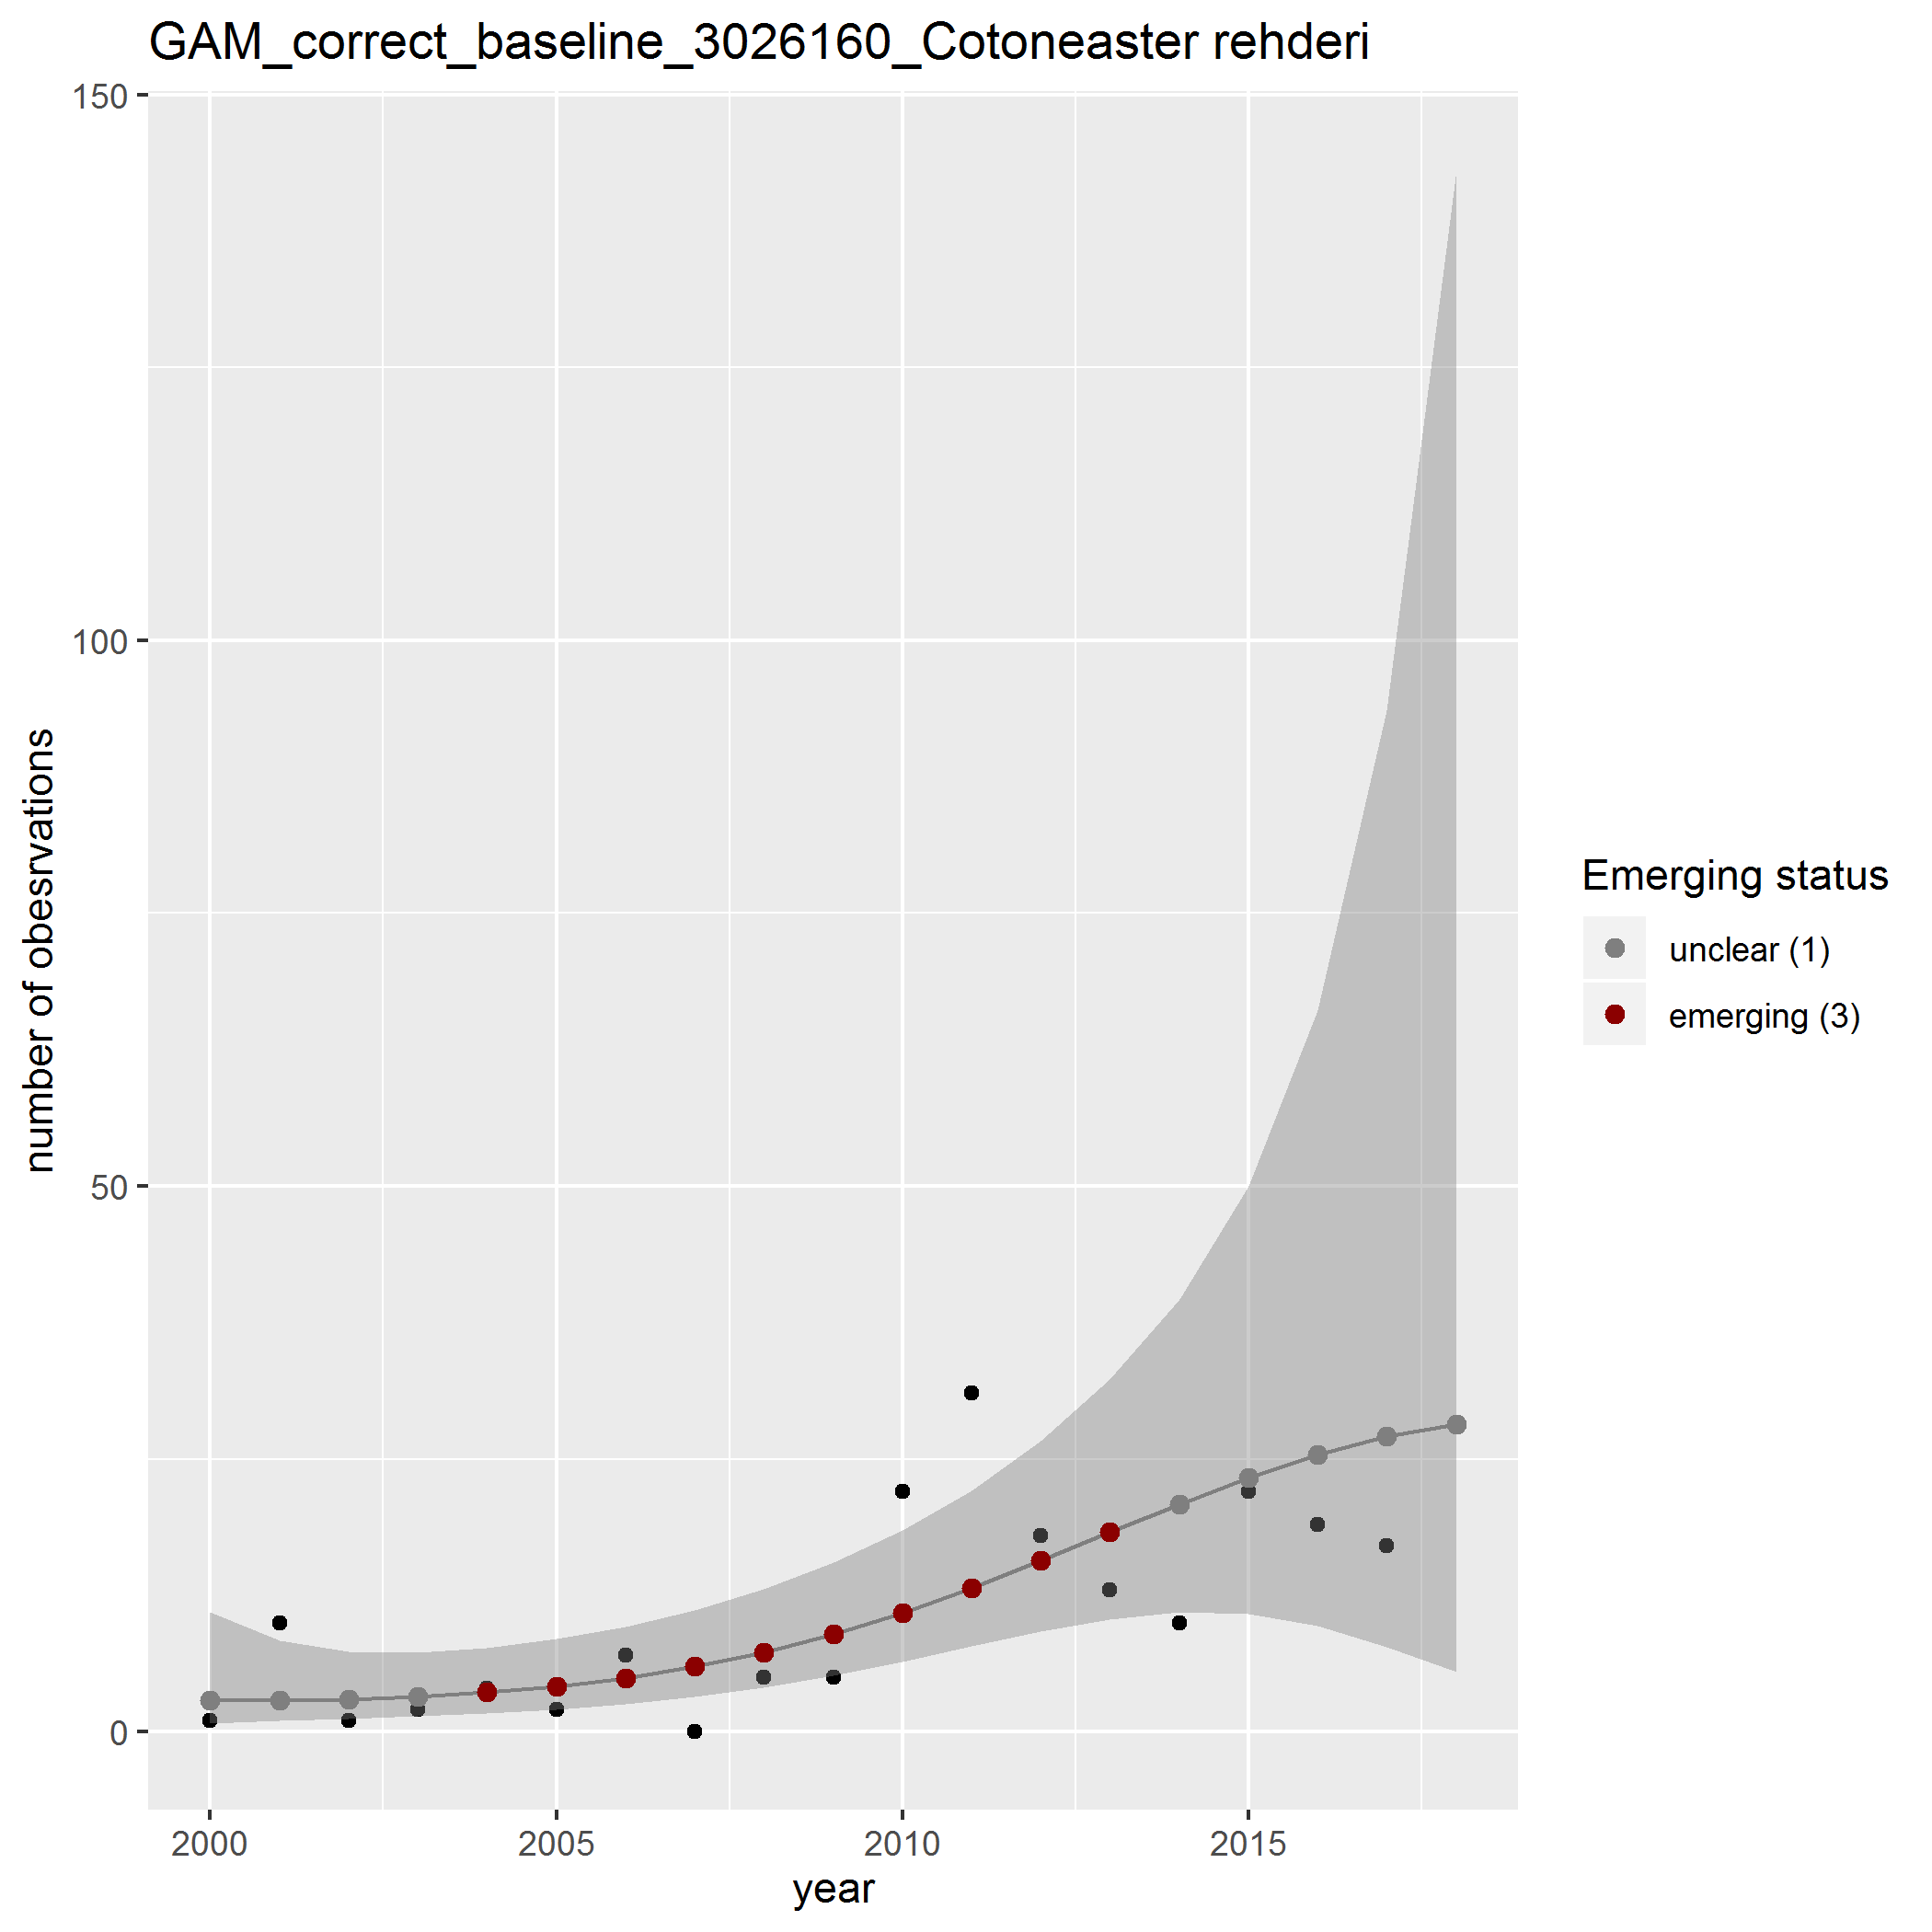 GAM_correct_baseline_3026160_Cotoneaster rehderi
150
100
50
0
number of obesrvations
2000 2005 2010 2015
year
Emerging status
unclear (1)
emerging (3)